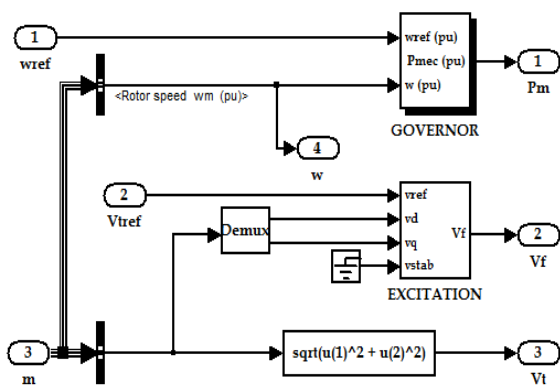 1
wref
wref (pu)
Pmec (pu)
w (pu)
GOVERNOR
1
Pm
<Rotor speed wm (pu)>
4
w
2
Vtref
Demux
vref
vd
vq
vstab
Vf
EXCITATION
2
Vf
3
m
sqrt(u(1)^2 + u(2)^2)
3
Vt